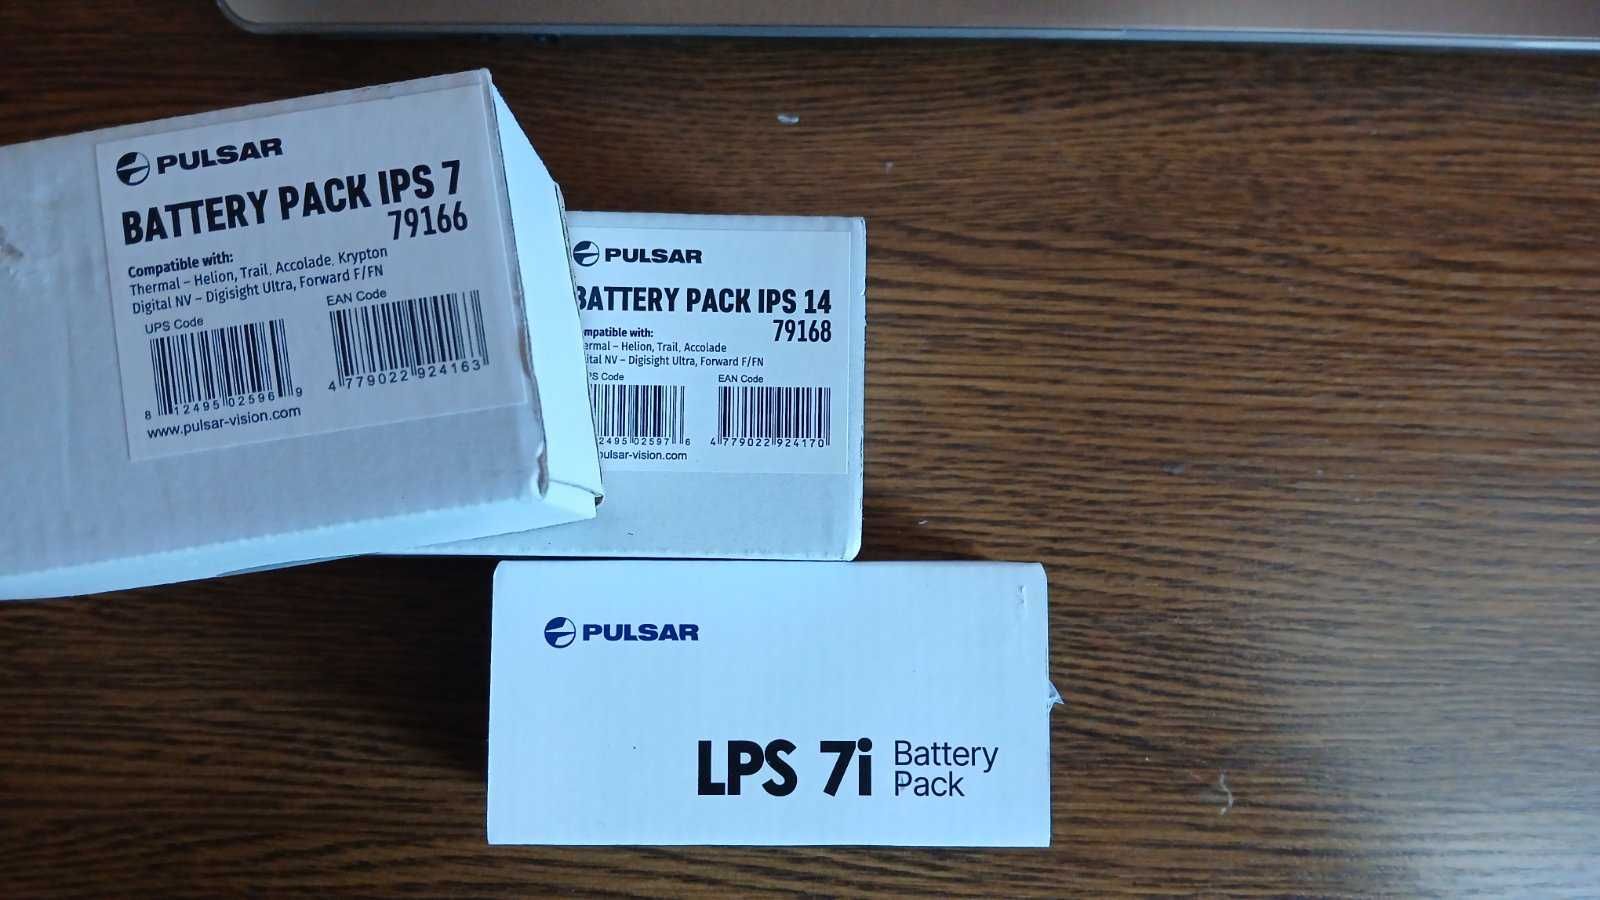 PULSAR
BATTERY PACK IPS 7
79166
Compatible with:
Thermal – Helion, Trail, Accolade, Krypton
Digital NV – Digisight Ultra, Forward F/FN
UPS Code
EAN Code
8 12495 02596 9
4 779022 924163
www.pulsar-vision.com
PULSAR
BATTERY PACK IPS 14
79168
mpatible with:
ermal – Helion, Trail, Accolade
ital NV – Digisight Ultra, Forward F/FN
PS Code
EAN Code
2495 02597 6
4 779022 924170
pulsar-vision.com
PULSAR
LPS 7i Battery
Pack